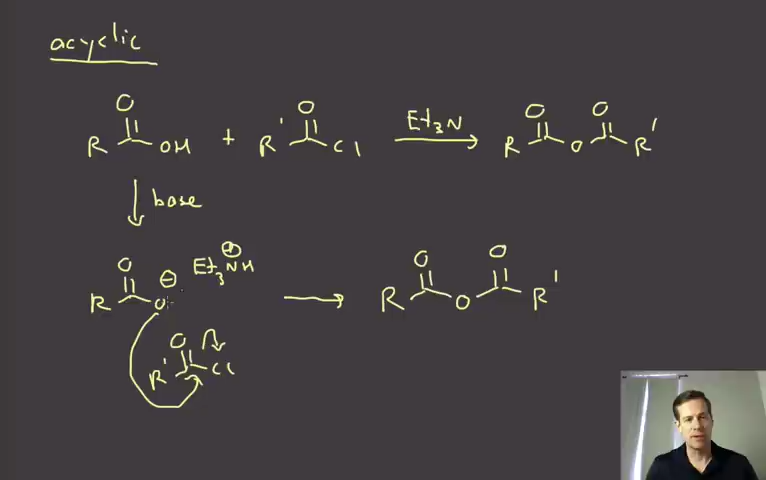 acyclic
O O Et3N O O
R OH + R' Cl → R O R'
↓ base
O ⊖ Et3NH ⊕ O O
R O → R O R'
O
R' Cl